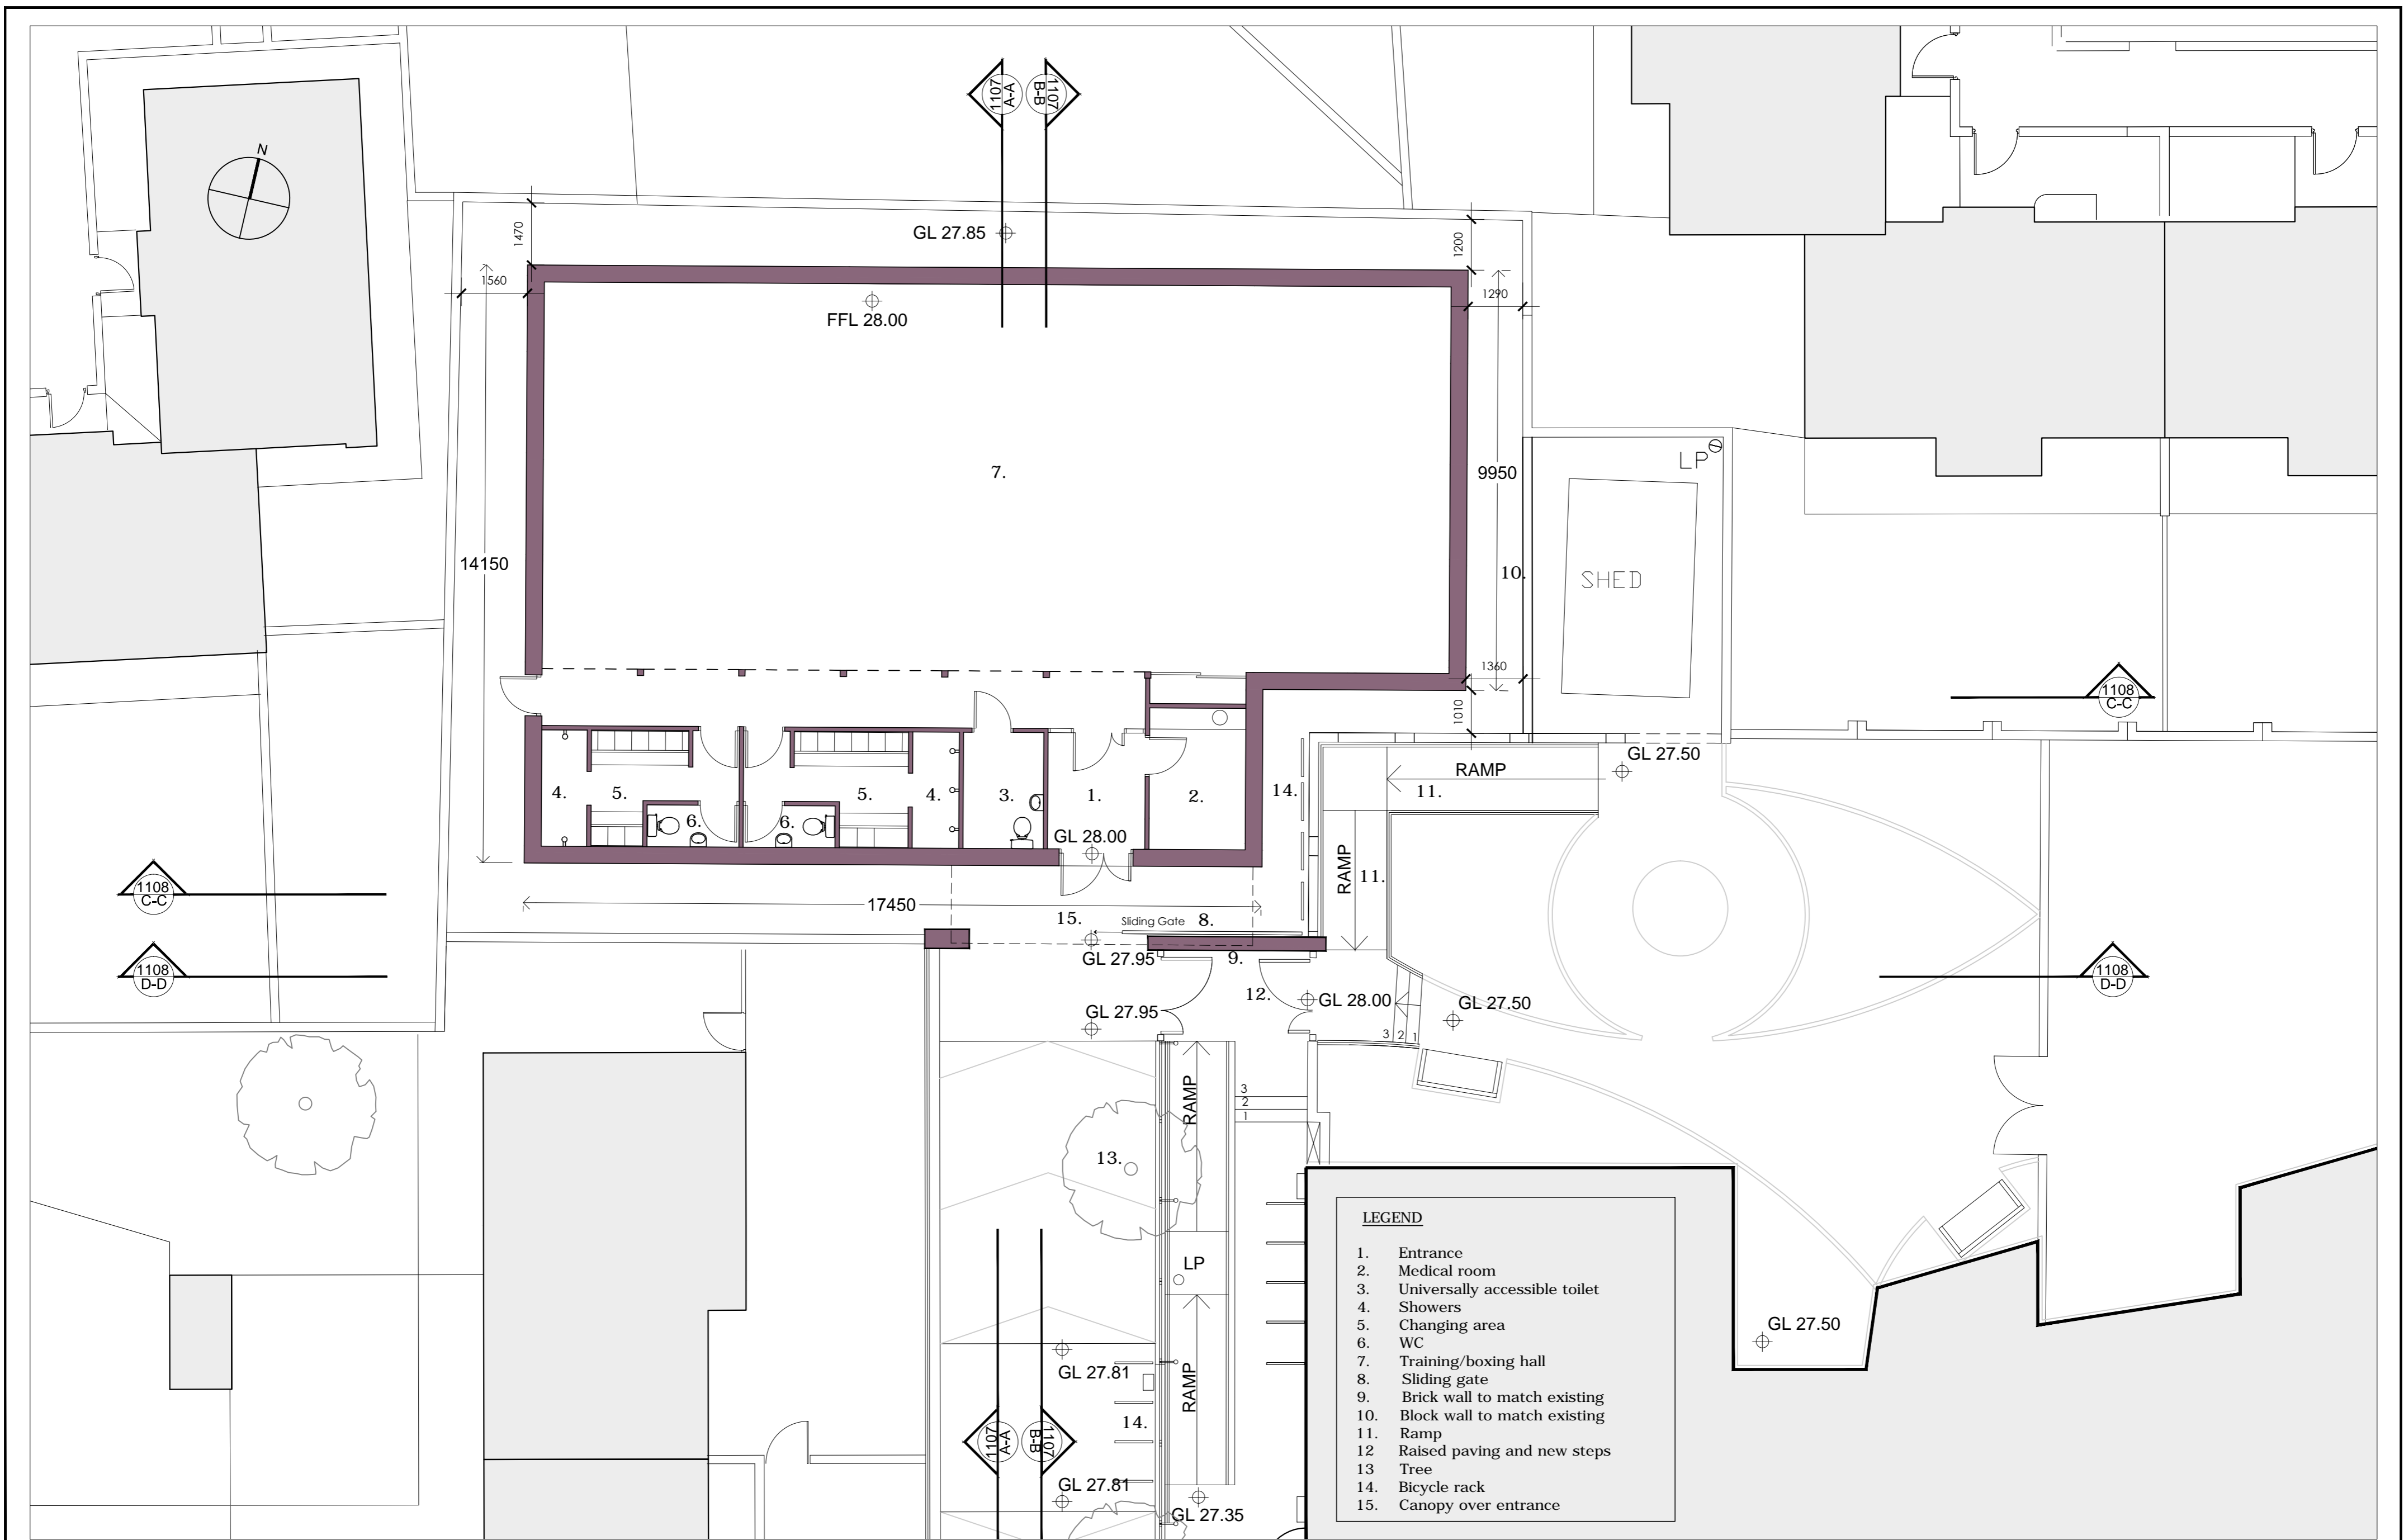 N
1107
A-A
1107
B-B
GL 27.85
1470
1200
1560
1290
FFL 28.00
LP
7.
9950
14150
10.
SHED
1360
1108
C-C
1010
GL 27.50
RAMP
11.
4.
5.
5.
4.
3.
1.
2.
14.
6.
6.
GL 28.00
RAMP
11.
1108
C-C
17450
15.
Sliding Gate
8.
GL 27.95
9.
1108
D-D
1108
D-D
12.
GL 28.00
GL 27.50
GL 27.95
3 2 1
RAMP
3
2
1
13.
LP
GL 27.50
GL 27.81
RAMP
14.
1107
A-A
1107
B-B
GL 27.81
GL 27.35
LEGEND
1. Entrance
2. Medical room
3. Universally accessible toilet
4. Showers
5. Changing area
6. WC
7. Training/boxing hall
8. Sliding gate
9. Brick wall to match existing
10. Block wall to match existing
11. Ramp
12 Raised paving and new steps
13 Tree
14. Bicycle rack
15. Canopy over entrance